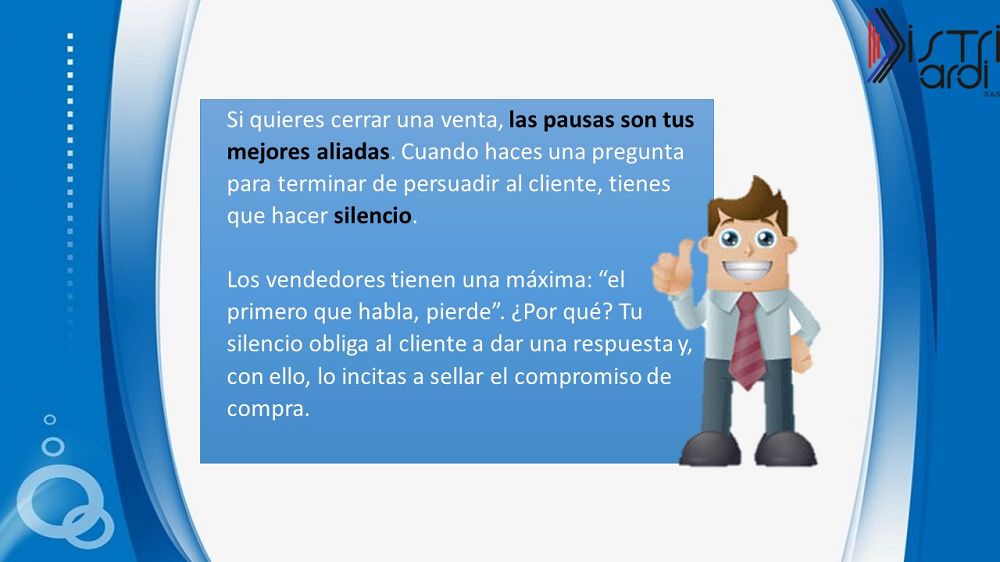 Distri
ardi
SAS
Si quieres cerrar una venta, las pausas son tus
mejores aliadas. Cuando haces una pregunta
para terminar de persuadir al cliente, tienes
que hacer silencio.
Los vendedores tienen una máxima: “el
primero que habla, pierde”. ¿Por qué? Tu
silencio obliga al cliente a dar una respuesta y,
con ello, lo incitas a sellar el compromiso de
compra.